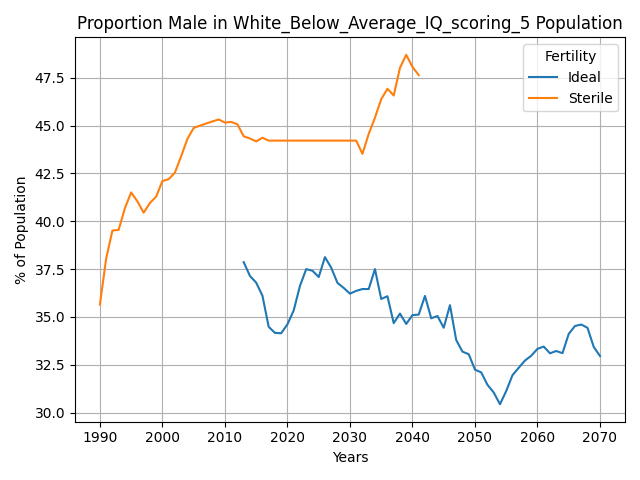 Proportion Male in White_Below_Average_IQ_scoring_5 Population
Fertility
Ideal
Sterile
% of Population
47.5
45.0
42.5
40.0
37.5
35.0
32.5
30.0
1990 2000 2010 2020 2030 2040 2050 2060 2070
Years